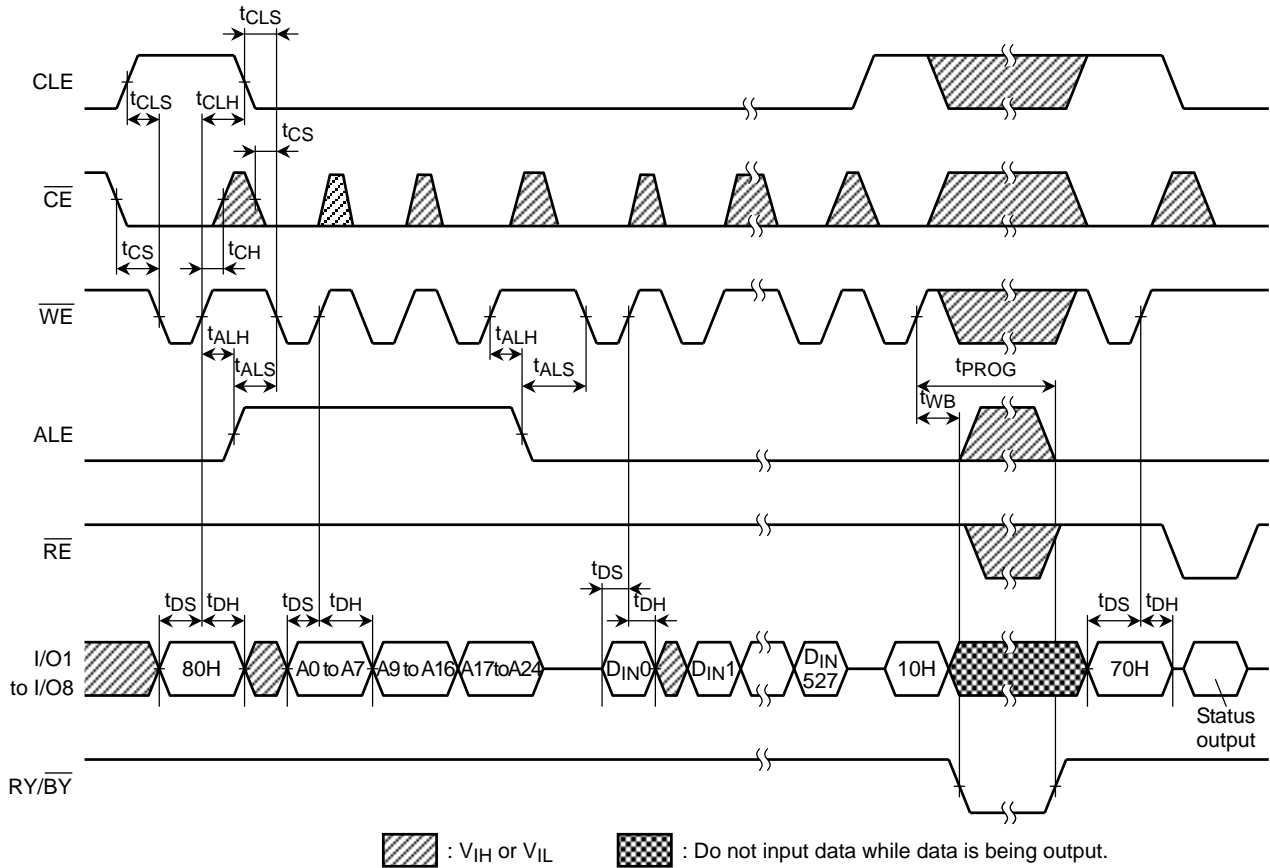 tCLS
CLE
tCLS
tCLH
tCS
CE
tCS
tCH
WE
tALH
tALS
tALH
tALS
tPROG
tWB
ALE
RE
tDS
tDH
tDS
tDH
tDS
tDH
tDS
tDH
I/O1
to I/O8
80H
A0 to A7
A9 to A16
A17 to A24
DIN0
DIN1
DIN
527
10H
70H
Status
output
RY/BY
: VIH or VIL
: Do not input data while data is being output.